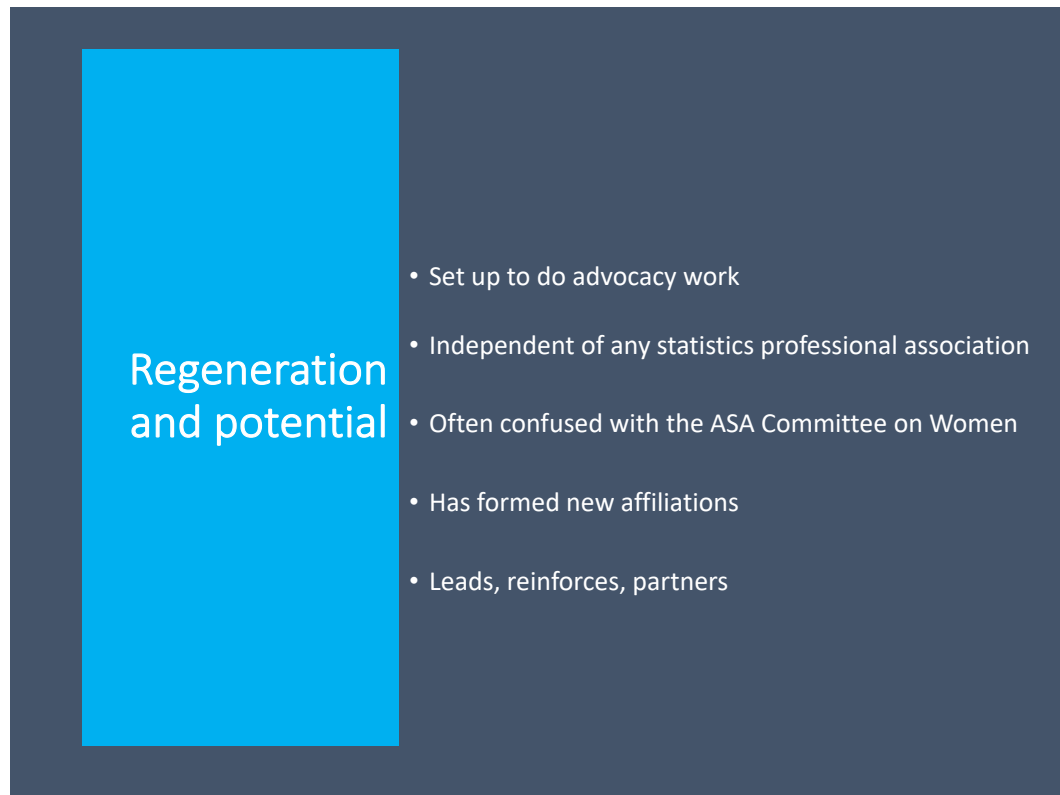 Regeneration
and potential
• Set up to do advocacy work
• Independent of any statistics professional association
• Often confused with the ASA Committee on Women
• Has formed new affiliations
• Leads, reinforces, partners